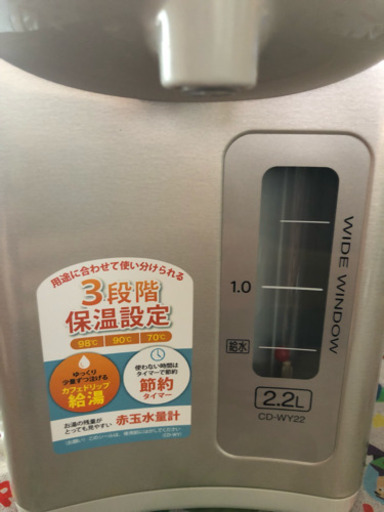 用途に合わせて使い分けられる
3段階
保温設定
98℃ 90℃ 70℃
ゆっくり
少量ずつ注げる
カフェドリップ
給湯
使わない時間は
タイマーで節約
節約
タイマー
お湯の残量が
とっても見やすい
赤玉水量計
CD-WY
1.0
給水
WIDE WINDOW
2.2L
CD-WY22